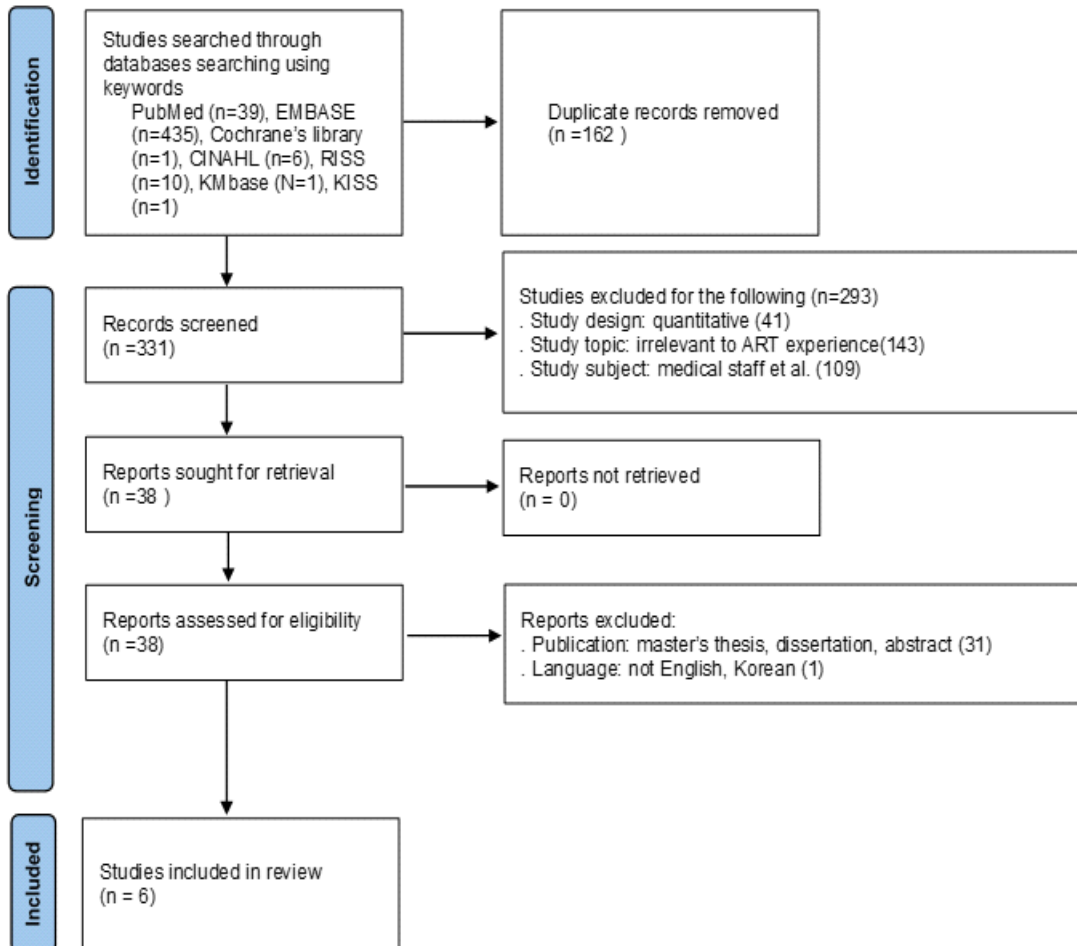 Identification
Studies searched through
databases searching using
keywords
PubMed (n=39), EMBASE
(n=435), Cochrane's library
(n=1), CINAHL (n=6), RISS
(n=10), KMbase (N=1), KISS
(n=1)
Duplicate records removed
(n =162 )
Screening
Records screened
(n =331)
Studies excluded for the following (n=293)
. Study design: quantitative (41)
. Study topic: irrelevant to ART experience(143)
. Study subject: medical staff et al. (109)
Reports sought for retrieval
(n =38 )
Reports not retrieved
(n = 0)
Reports assessed for eligibility
(n =38)
Reports excluded:
. Publication: master's thesis, dissertation, abstract (31)
. Language: not English, Korean (1)
Included
Studies included in review
(n = 6)